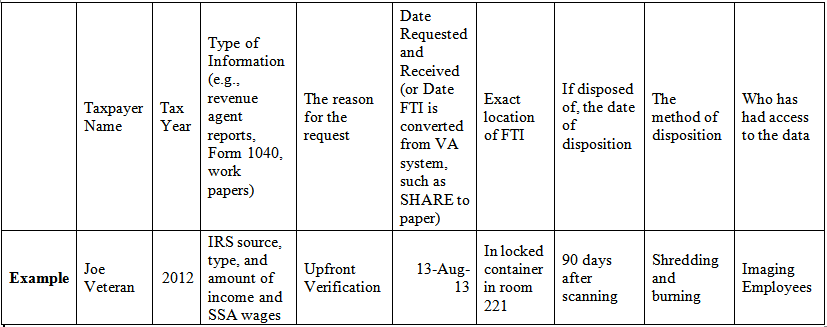 Taxpayer
Name
Tax
Year
Type of
Information
(e.g.,
revenue
agent
reports,
Form 1040,
work
papers)
The reason
for the
request
Date
Requested
and
Received
(or Date
FTI is
converted
from VA
system,
such as
SHARE to
paper)
Exact
location
of FTI
If disposed
of, the date
of
disposition
The
method of
disposition
Who has
had access
to the data
Example
Joe
Veteran
2012
IRS source,
type, and
amount of
income and
SSA wages
Upfront
Verification
13-Aug-
13
In locked
container
in room
221
90 days
after
scanning
Shredding
and
burning
Imaging
Employees